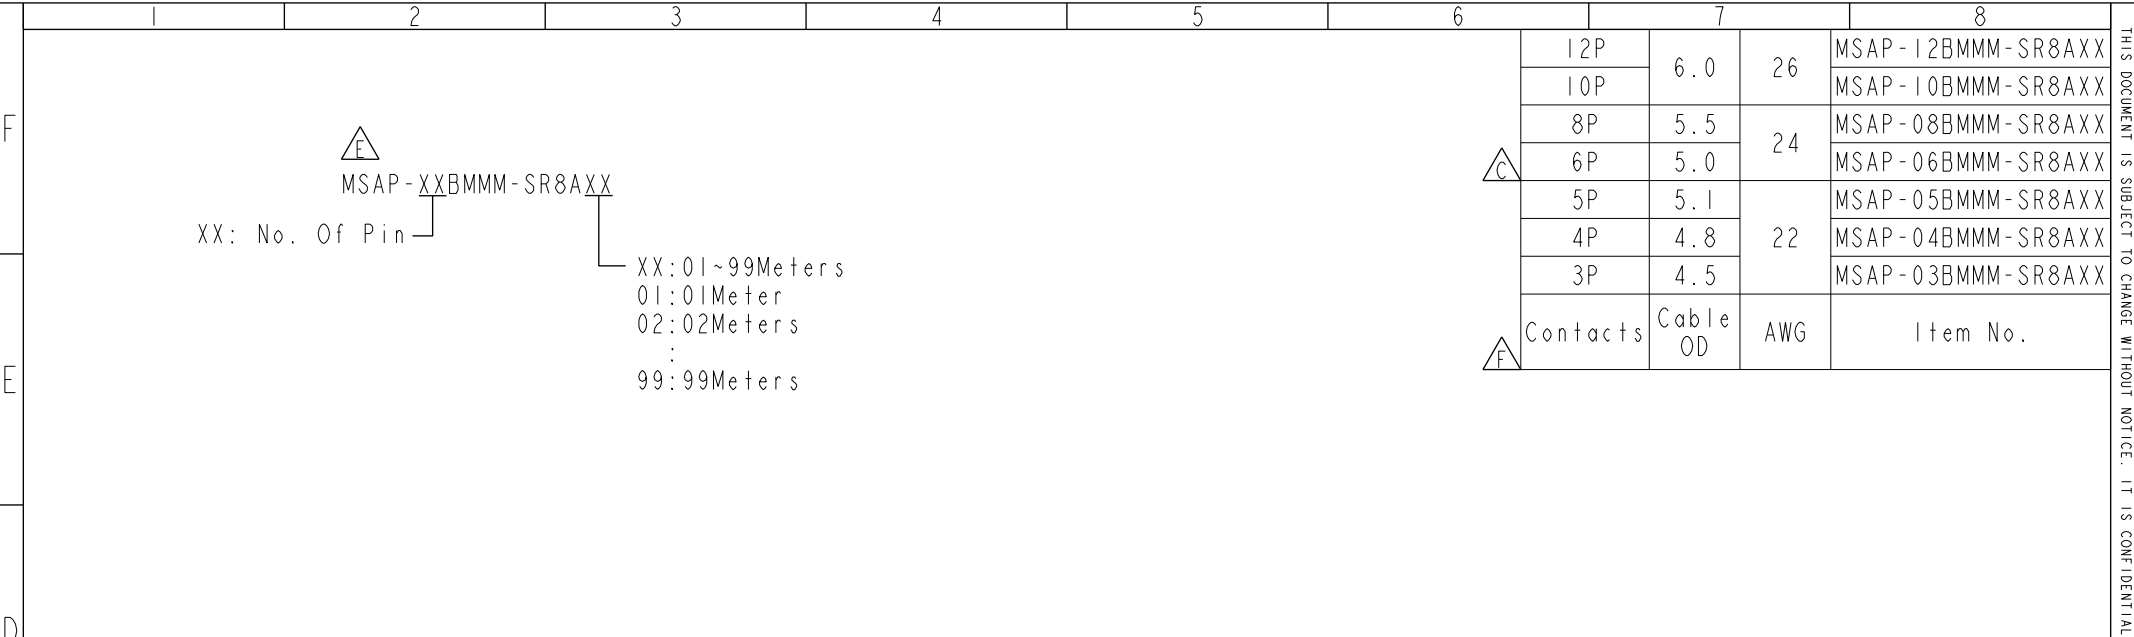 1 2 3 4 5 6 7 8
F
E
D
E
MSAP-XXBMMM-SR8AXX
XX: No. Of Pin
XX:01~99Meters
01:01Meter
02:02Meters
:
99:99Meters
12P 6.0 26 MSAP-12BMMM-SR8AXX
10P MSAP-10BMMM-SR8AXX
8P 5.5 24 MSAP-08BMMM-SR8AXX
C 6P 5.0 MSAP-06BMMM-SR8AXX
5P 5.1 22 MSAP-05BMMM-SR8AXX
4P 4.8 MSAP-04BMMM-SR8AXX
3P 4.5 MSAP-03BMMM-SR8AXX
F Contacts Cable OD AWG Item No.
THIS DOCUMENT IS SUBJECT TO CHANGE WITHOUT NOTICE. IT IS CONFIDENTIAL